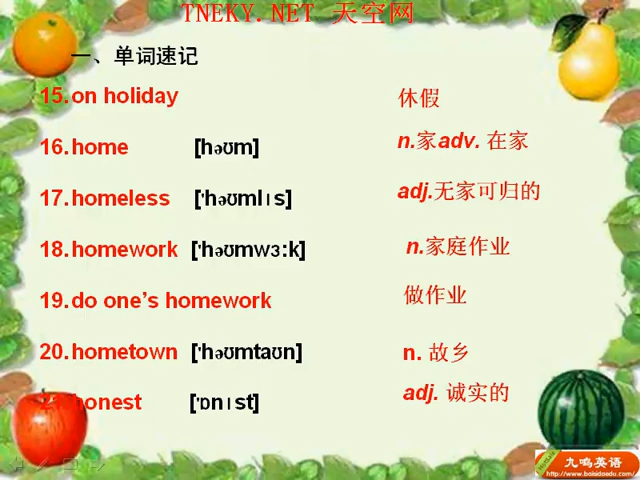 TNEKY.NET 天空网
一、单词速记
15. on holiday 休假
16. home [həʊm] n.家adv. 在家
17. homeless ['həʊmlɪs] adj.无家可归的
18. homework ['həʊmwɜ:k] n.家庭作业
19. do one's homework 做作业
20. hometown ['həʊmtaʊn] n. 故乡
honest ['ɒnɪst] adj. 诚实的
九鸣英语